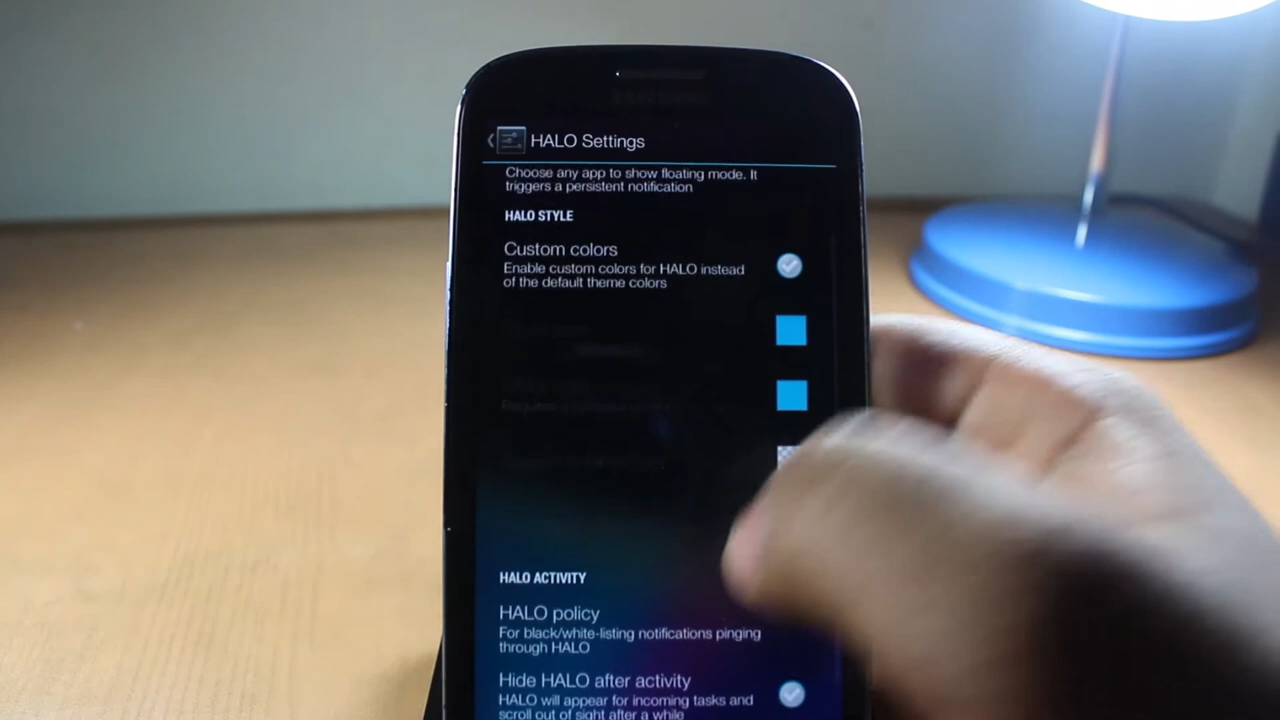 HALO Settings
Choose any app to show floating mode. It
triggers a persistent notification
HALO STYLE
Custom colors
Enable custom colors for HALO instead
of the default theme colors
HALO ACTIVITY
HALO policy
For black/white-listing notifications pinging
through HALO
Hide HALO after activity
HALO will appear for incoming tasks and
scroll out of sight after a while